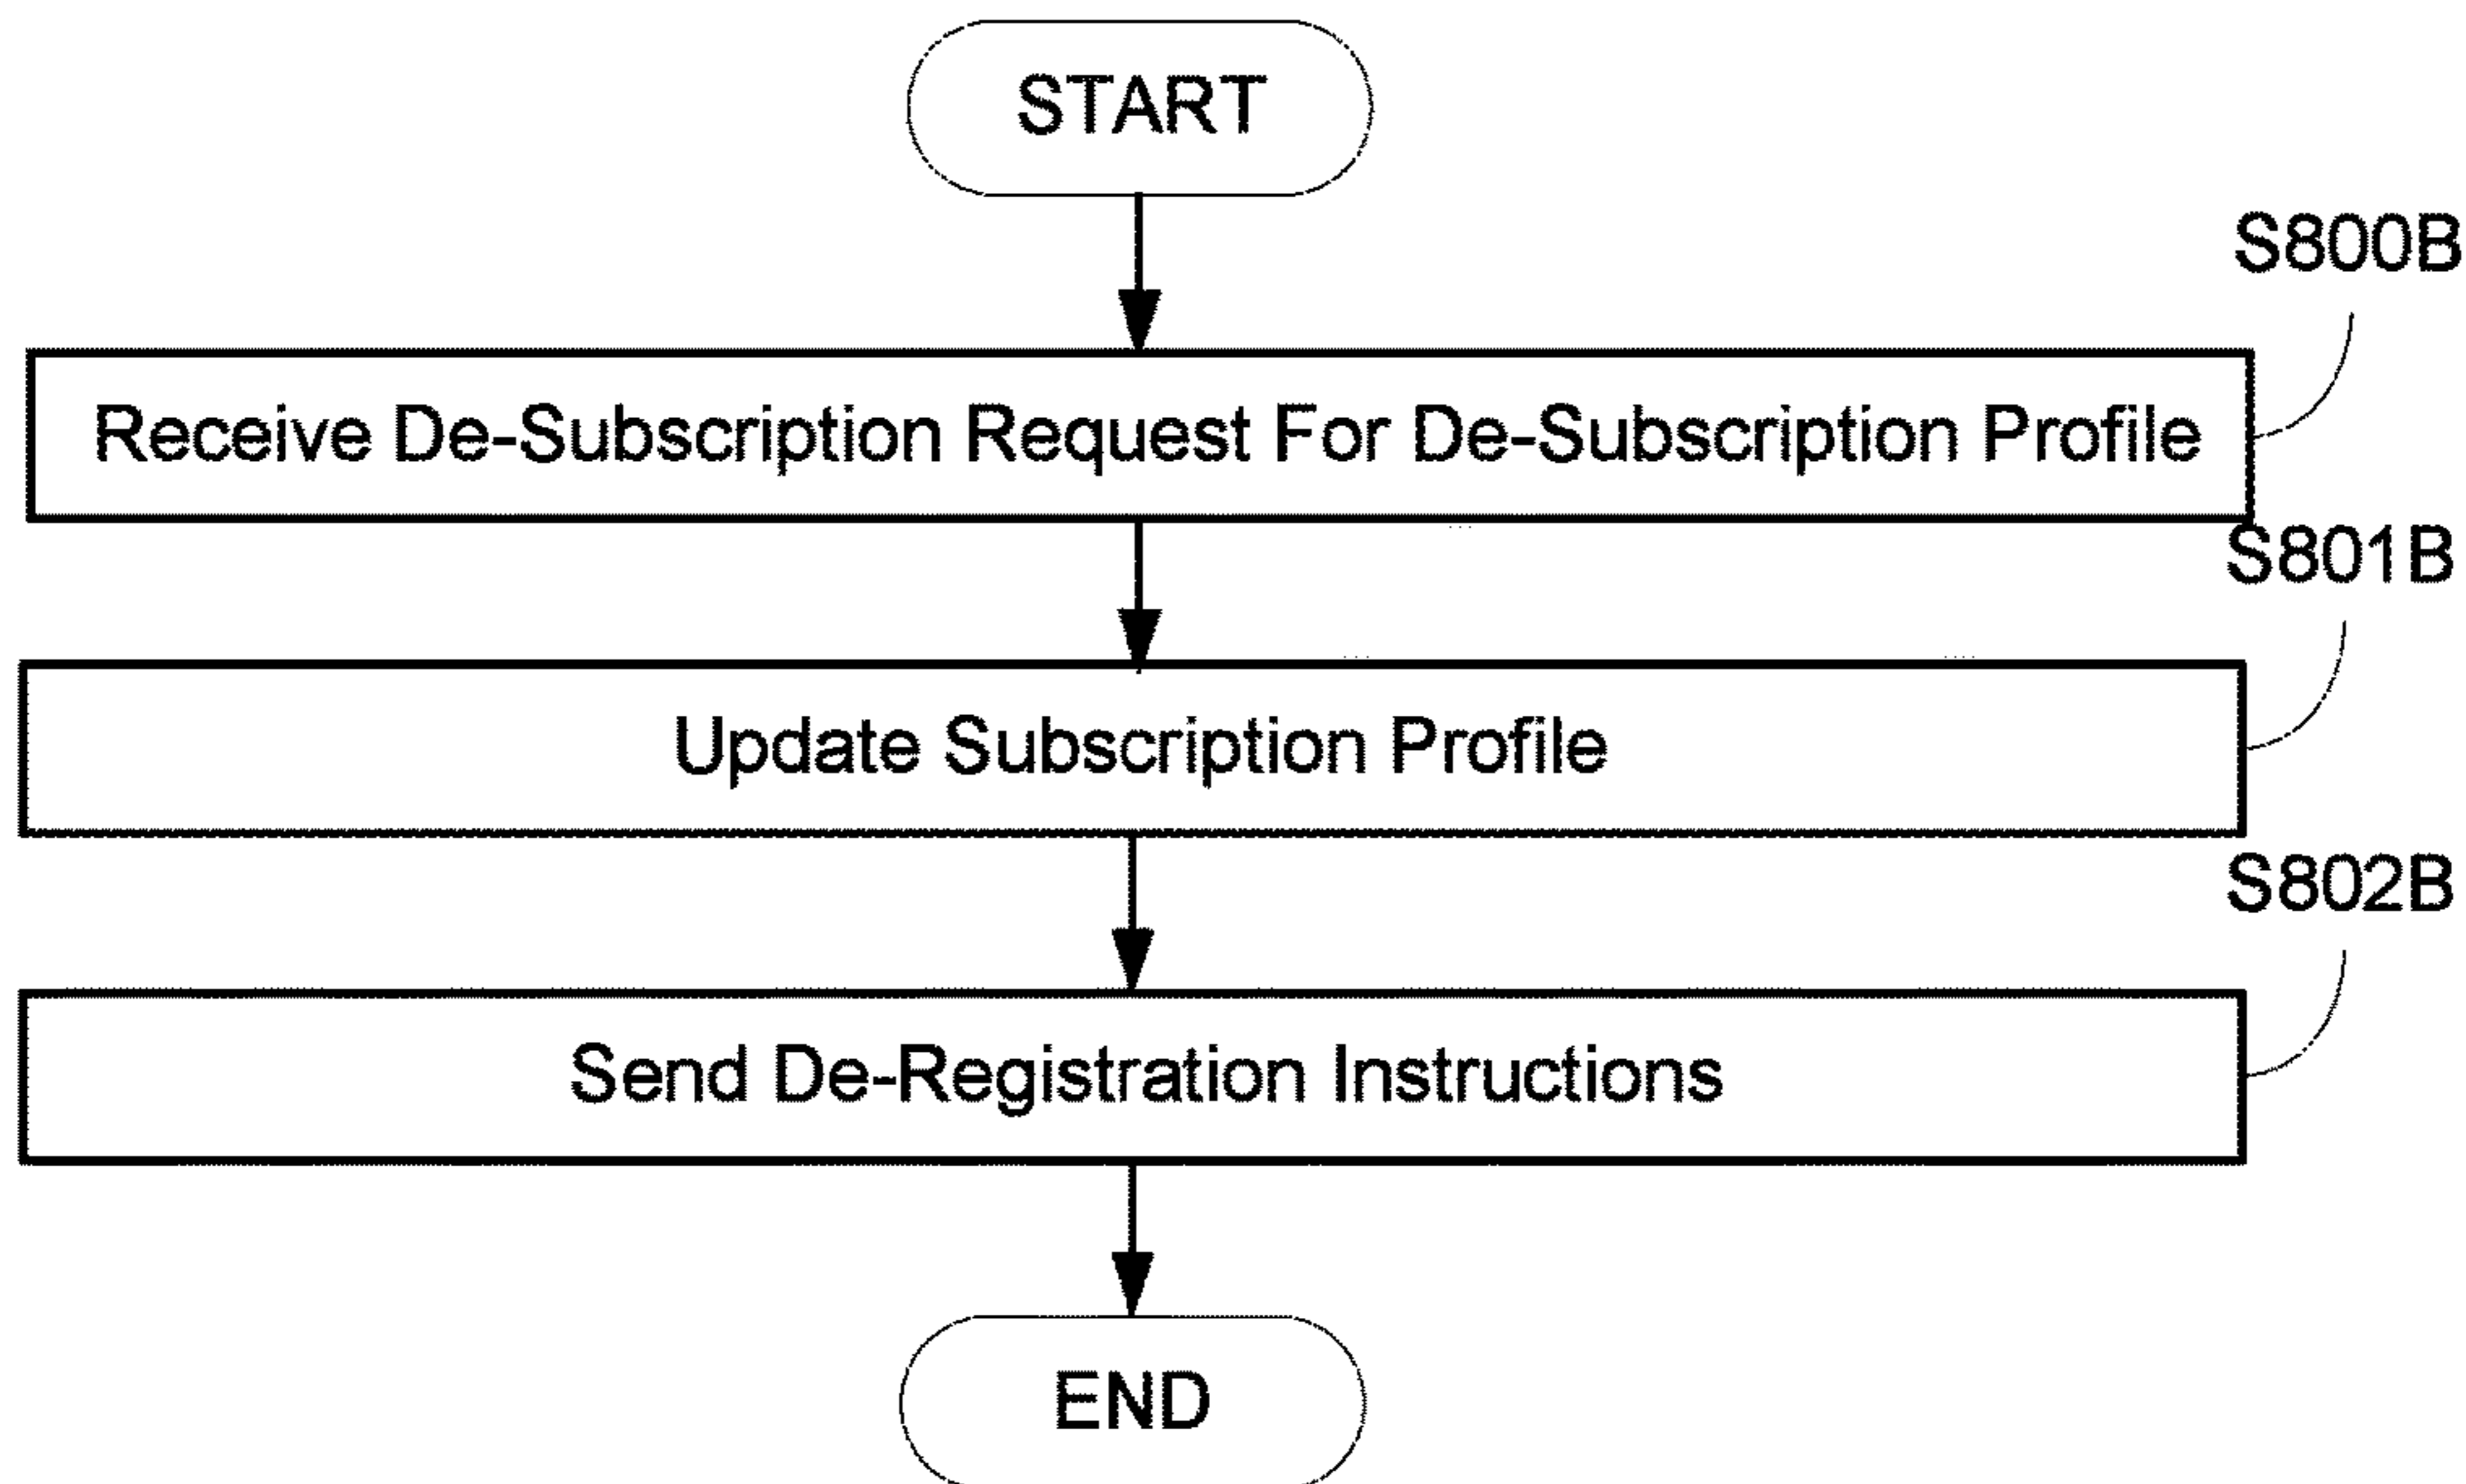 START
S800B
Receive De-Subscription Request For De-Subscription Profile
S801B
Update Subscription Profile
S802B
Send De-Registration Instructions
END